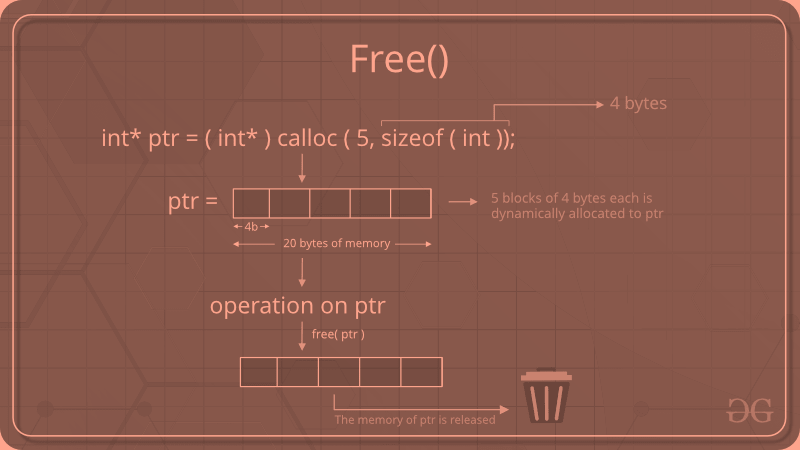 Free()
4 bytes
int* ptr = ( int* ) calloc ( 5, sizeof ( int ));
ptr =
5 blocks of 4 bytes each is
dynamically allocated to ptr
4b
20 bytes of memory
operation on ptr
free( ptr )
The memory of ptr is released